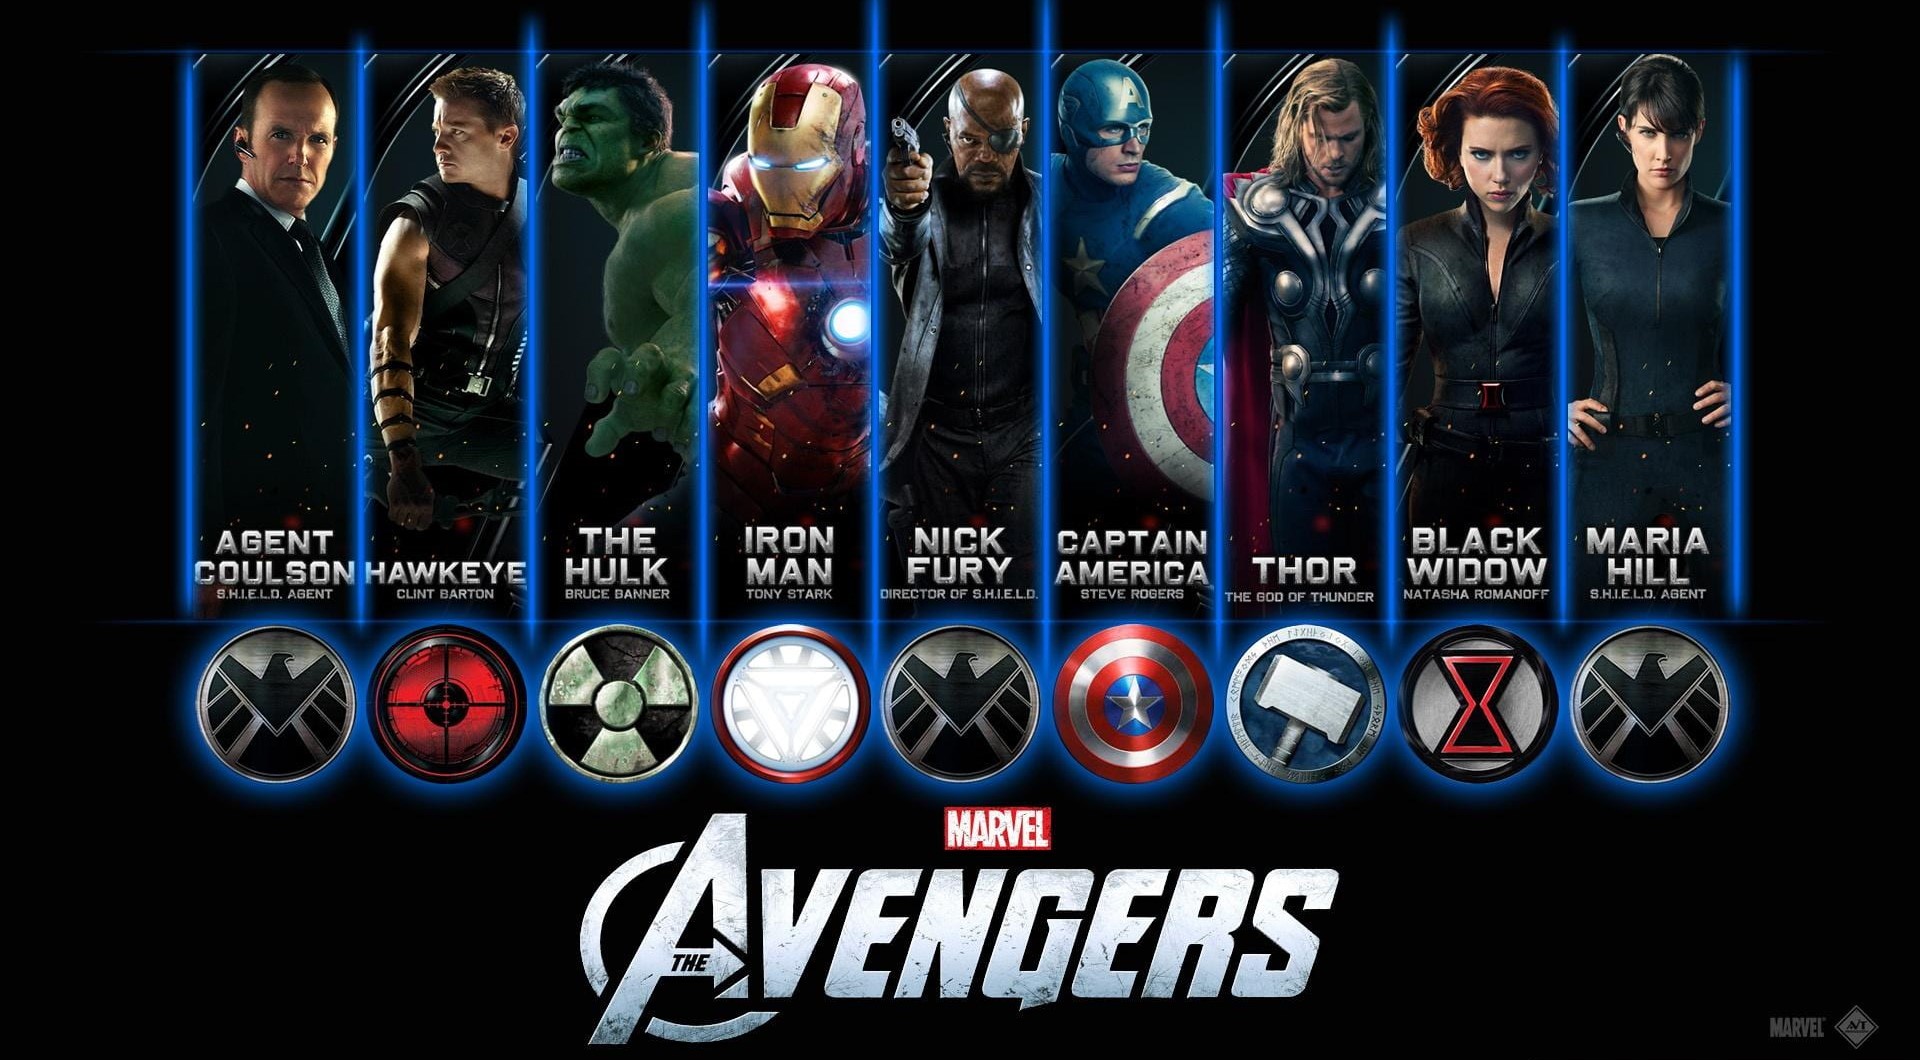 AGENT
COULSON
S.H.I.E.L.D. AGENT
HAWKEYE
CLINT BARTON
THE
HULK
BRUCE BANNER
IRON
MAN
TONY STARK
NICK
FURY
DIRECTOR OF S.H.I.E.L.D.
CAPTAIN
AMERICA
STEVE ROGERS
THOR
THE GOD OF THUNDER
BLACK
WIDOW
NATASHA ROMANOFF
MARIA
HILL
S.H.I.E.L.D. AGENT
A
MARVEL
THE AVENGERS
MARVEL